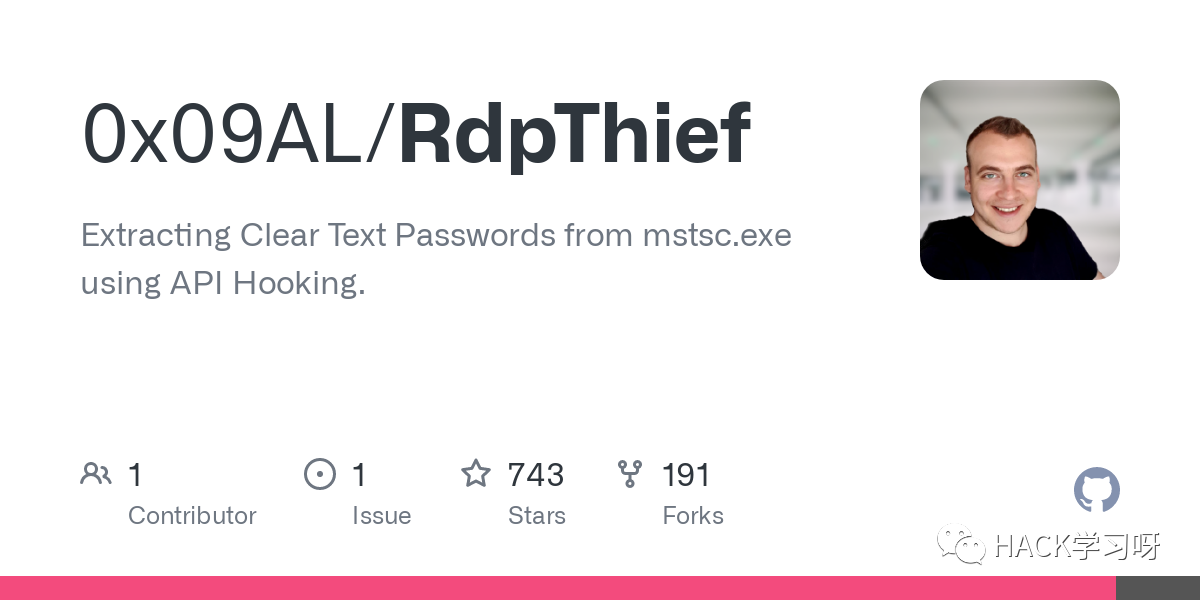 0x09AL/RdpThief
Extracting Clear Text Passwords from mstsc.exe
using API Hooking.
1
Contributor
1
Issue
743
Stars
191
Forks
HACK学习呀